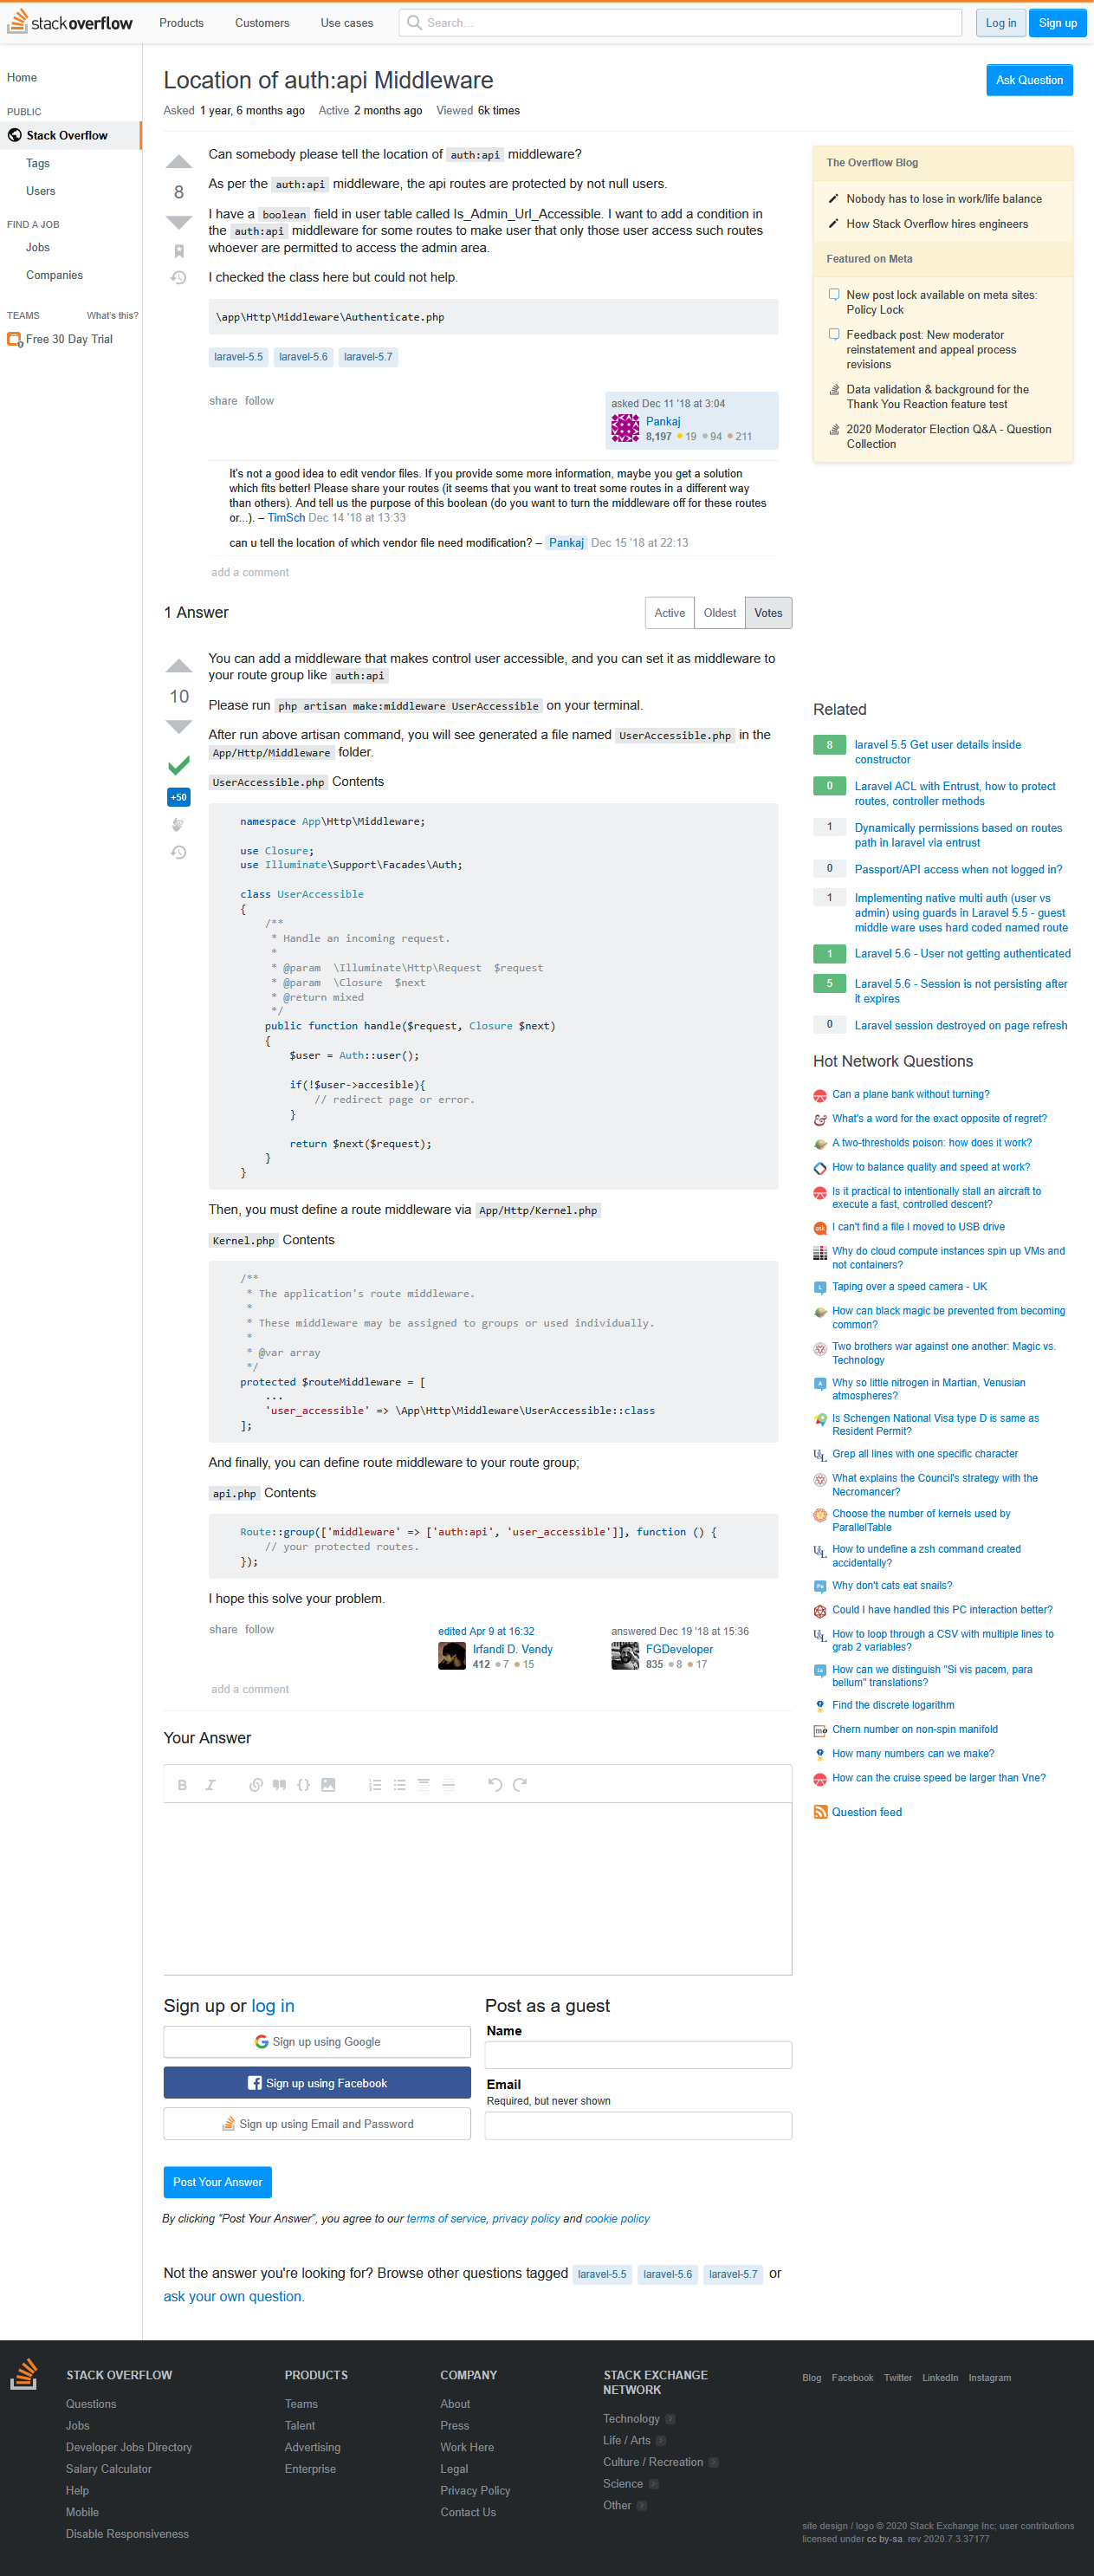 stack overflow
Products
Customers
Use cases
Search...
Log in
Sign up
Home
PUBLIC
Stack Overflow
Tags
Users
FIND A JOB
Jobs
Companies
TEAMS
What's this?
Free 30 Day Trial
Location of auth:api Middleware
Ask Question
Asked 1 year, 6 months ago Active 2 months ago Viewed 6k times
8
Can somebody please tell the location of auth:api middleware?
As per the auth:api middleware, the api routes are protected by not null users.
I have a boolean field in user table called Is_Admin_Url_Accessible. I want to add a condition in
the auth:api middleware for some routes to make user that only those user access such routes
whoever are permitted to access the admin area.
I checked the class here but could not help.
\app\Http\Middleware\Authenticate.php
laravel-5.5 laravel-5.6 laravel-5.7
share follow
asked Dec 11 '18 at 3:04
Pankaj
8,197 19 94 211
It's not a good idea to edit vendor files. If you provide some more information, maybe you get a solution
which fits better! Please share your routes (it seems that you want to treat some routes in a different way
than others). And tell us the purpose of this boolean (do you want to turn the middleware off for these routes
or...). – TimSch Dec 14 '18 at 13:33
can u tell the location of which vendor file need modification? – Pankaj Dec 15 '18 at 22:13
add a comment
1 Answer
Active Oldest Votes
10
+50
You can add a middleware that makes control user accessible, and you can set it as middleware to
your route group like auth:api
Please run php artisan make:middleware UserAccessible on your terminal.
After run above artisan command, you will see generated a file named UserAccessible.php in the
App/Http/Middleware folder.
UserAccessible.php Contents
namespace App\Http\Middleware;
use Closure;
use Illuminate\Support\Facades\Auth;
class UserAccessible
{
/**
* Handle an incoming request.
*
* @param \Illuminate\Http\Request $request
* @param \Closure $next
* @return mixed
*/
public function handle($request, Closure $next)
{
$user = Auth::user();
if(!$user->accesible){
// redirect page or error.
}
return $next($request);
}
}
Then, you must define a route middleware via App/Http/Kernel.php
Kernel.php Contents
/**
* The application's route middleware.
*
* These middleware may be assigned to groups or used individually.
*
* @var array
*/
protected $routeMiddleware = [
...
'user_accessible' => \App\Http\Middleware\UserAccessible::class
];
And finally, you can define route middleware to your route group;
api.php Contents
Route::group(['middleware' => ['auth:api', 'user_accessible']], function () {
// your protected routes.
});
I hope this solve your problem.
share follow
edited Apr 9 at 16:32
Irfandi D. Vendy
412 7 15
answered Dec 19 '18 at 15:36
FGDeveloper
835 8 17
add a comment
Your Answer
B I
Sign up or log in
Sign up using Google
Sign up using Facebook
Sign up using Email and Password
Post as a guest
Name
Email
Required, but never shown
Post Your Answer
By clicking "Post Your Answer", you agree to our terms of service, privacy policy and cookie policy
Not the answer you're looking for? Browse other questions tagged laravel-5.5 laravel-5.6 laravel-5.7 or
ask your own question.
The Overflow Blog
Nobody has to lose in work/life balance
How Stack Overflow hires engineers
Featured on Meta
New post lock available on meta sites:
Policy Lock
Feedback post: New moderator
reinstatement and appeal process
revisions
Data validation & background for the
Thank You Reaction feature test
2020 Moderator Election Q&A - Question
Collection
Related
8 laravel 5.5 Get user details inside
constructor
0 Laravel ACL with Entrust, how to protect
routes, controller methods
1 Dynamically permissions based on routes
path in laravel via entrust
0 Passport/API access when not logged in?
1 Implementing native multi auth (user vs
admin) using guards in Laravel 5.5 - guest
middle ware uses hard coded named route
1 Laravel 5.6 - User not getting authenticated
5 Laravel 5.6 - Session is not persisting after
it expires
0 Laravel session destroyed on page refresh
Hot Network Questions
Can a plane bank without turning?
What's a word for the exact opposite of regret?
A two-thresholds poison: how does it work?
How to balance quality and speed at work?
Is it practical to intentionally stall an aircraft to
execute a fast, controlled descent?
I can't find a file I moved to USB drive
Why do cloud compute instances spin up VMs and
not containers?
Taping over a speed camera - UK
How can black magic be prevented from becoming
common?
Two brothers war against one another: Magic vs.
Technology
Why so little nitrogen in Martian, Venusian
atmospheres?
Is Schengen National Visa type D is same as
Resident Permit?
Grep all lines with one specific character
What explains the Council's strategy with the
Necromancer?
Choose the number of kernels used by
ParallelTable
How to undefine a zsh command created
accidentally?
Why don't cats eat snails?
Could I have handled this PC interaction better?
How to loop through a CSV with multiple lines to
grab 2 variables?
How can we distinguish "Si vis pacem, para
bellum" translations?
Find the discrete logarithm
Chern number on non-spin manifold
How many numbers can we make?
How can the cruise speed be larger than Vne?
Question feed
STACK OVERFLOW
Questions
Jobs
Developer Jobs Directory
Salary Calculator
Help
Mobile
Disable Responsiveness
PRODUCTS
Teams
Talent
Advertising
Enterprise
COMPANY
About
Press
Work Here
Legal
Privacy Policy
Contact Us
STACK EXCHANGE
NETWORK
Technology
Life / Arts
Culture / Recreation
Science
Other
Blog Facebook Twitter LinkedIn Instagram
site design / logo © 2020 Stack Exchange Inc; user contributions
licensed under cc by-sa. rev 2020.7.3.37177